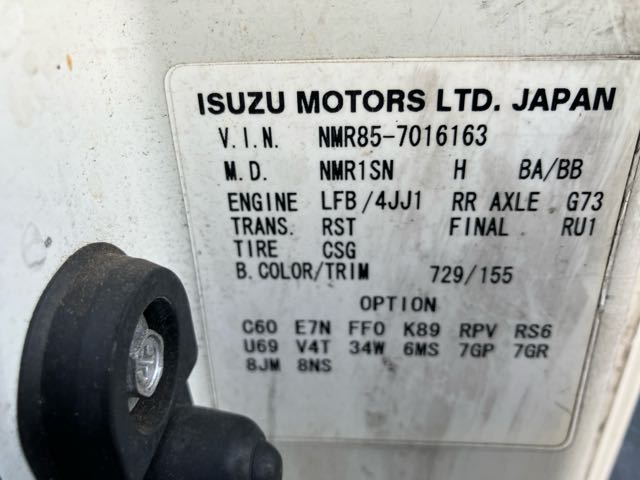 ISUZU MOTORS LTD. JAPAN
V.I.N. NMR85-7016163
M.D. NMR1SN H BA/BB
ENGINE LFB/4JJ1 RR AXLE G73
TRANS. RST FINAL RU1
TIRE CSG
B.COLOR/TRIM 729/155
OPTION
C60 E7N FF0 K89 RPV RS6
U69 V4T 34W 6MS 7GP 7GR
8JM 8NS